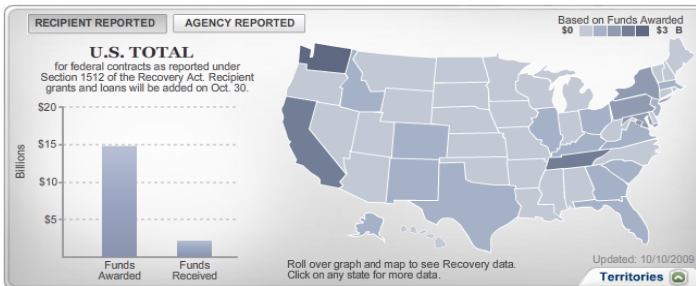 RECIPIENT REPORTED
AGENCY REPORTED
Based on Funds Awarded
$0 $3 B
U.S. TOTAL
for federal contracts as reported under
Section 1512 of the Recovery Act. Recipient
grants and loans will be added on Oct. 30.
$20
$15
$10
$5
Billions
Funds
Awarded
Funds
Received
Roll over graph and map to see Recovery data.
Click on any state for more data.
Updated: 10/10/2009
Territories